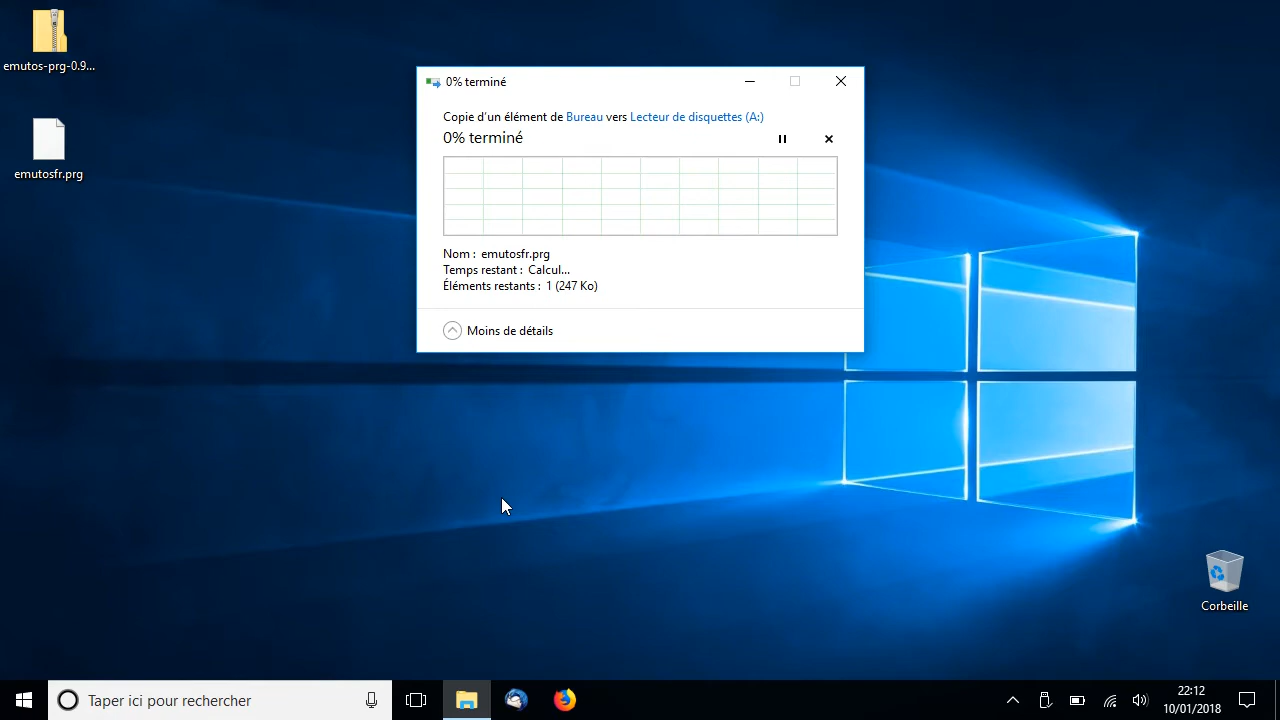 emutos-prg-0.9...
emutosfr.prg
0% terminé
Copie d'un élément de Bureau vers Lecteur de disquettes (A:)
0% terminé
Nom : emutosfr.prg
Temps restant : Calcul...
Éléments restants : 1 (247 Ko)
Moins de détails
Corbeille
Taper ici pour rechercher
22:12
10/01/2018